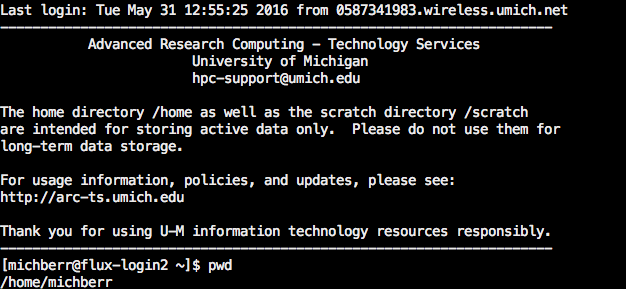 Last login: Tue May 31 12:55:25 2016 from 0587341983.wireless.umich.net
---------------------------------------------------------------------
Advanced Research Computing - Technology Services
University of Michigan
hpc-support@umich.edu
The home directory /home as well as the scratch directory /scratch
are intended for storing active data only.  Please do not use them for
long-term data storage.
For usage information, policies, and updates, please see:
http://arc-ts.umich.edu
Thank you for using U-M information technology resources responsibly.
---------------------------------------------------------------------
[michberr@flux-login2 ~]$ pwd
/home/michberr